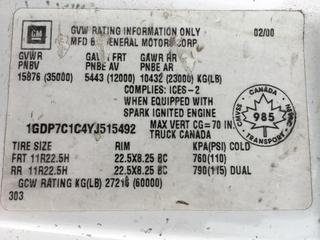 GM
GVW RATING INFORMATION ONLY 02/00
MFD BY GENERAL MOTORS CORP
GVWR GAWR FRT GAWR RR
PNBV PNBE AV PNBE AR
15876 (35000) 5443 (12000) 10432 (23000) KG(LB)
COMPLIES: ICES-2
WHEN EQUIPPED WITH
SPARK IGNITED ENGINE
1GDP7C1C4YJ515492 MAX VERT CG= 70 IN.
TRUCK CANADA
CANADA
985
TRANSPORT
TIRE SIZE RIM KPA(PSI) COLD
FRT 11R22.5H 22.5X8.25 BC 760(110)
RR 11R22.5H 22.5X8.25 BC 790(115) DUAL
GCW RATING KG(LB) 27216 (60000)
303